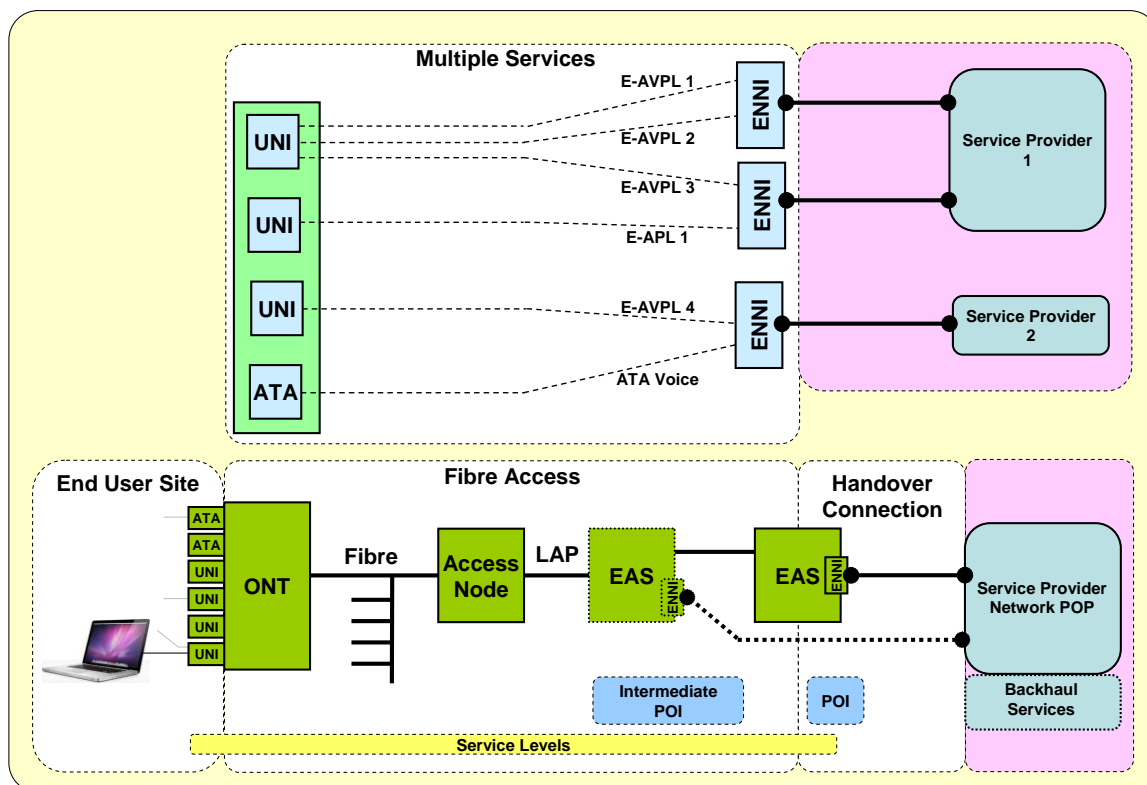 Multiple Services
E-AVPL 1
UNI
ENNI
E-AVPL 2
Service Provider
1
E-AVPL 3
ENNI
UNI
E-APL 1
UNI
E-AVPL 4
ENNI
Service Provider
2
ATA
ATA Voice
End User Site
Fibre Access
Handover
Connection
ATA
ATA
UNI
UNI
UNI
UNI
ONT
Fibre
Access
Node
LAP
EAS
ENNI
EAS
ENNI
Service Provider
Network POP
Intermediate
POI
POI
Backhaul
Services
Service Levels